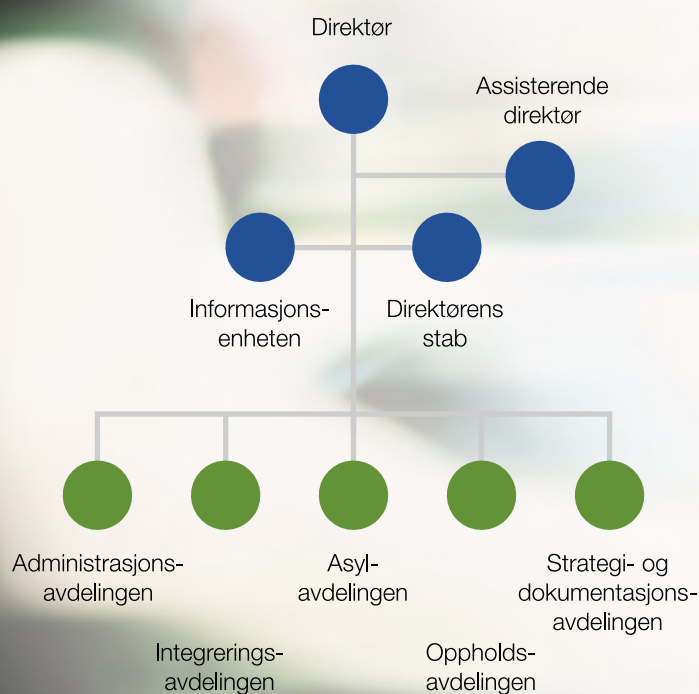 Direktør
Assisterende
direktør
Informasjons-
enheten
Direktørens
stab
Administrasjons-
avdelingen
Integrerings-
avdelingen
Asyl-
avdelingen
Oppholds-
avdelingen
Strategi- og
dokumentasjons-
avdelingen